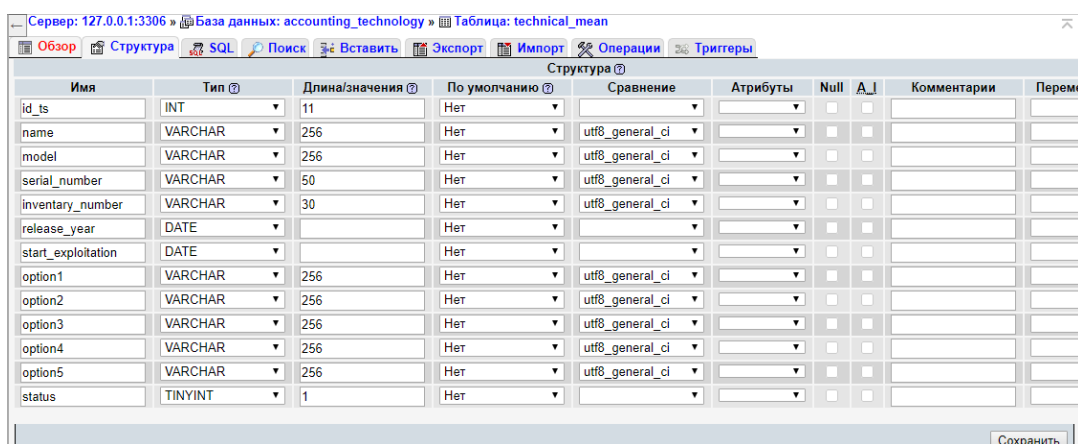 Сервер: 127.0.0.1:3306 » База данных: accounting_technology » Таблица: technical_mean
Обзор Структура SQL Поиск Вставить Экспорт Импорт Операции Триггеры
Структура
Имя Тип Длина/значения По умолчанию Сравнение Атрибуты Null A_I Комментарии Переме
id_ts INT 11 Нет
name VARCHAR 256 Нет utf8_general_ci
model VARCHAR 256 Нет utf8_general_ci
serial_number VARCHAR 50 Нет utf8_general_ci
inventary_number VARCHAR 30 Нет utf8_general_ci
release_year DATE Нет
start_exploitation DATE Нет
option1 VARCHAR 256 Нет utf8_general_ci
option2 VARCHAR 256 Нет utf8_general_ci
option3 VARCHAR 256 Нет utf8_general_ci
option4 VARCHAR 256 Нет utf8_general_ci
option5 VARCHAR 256 Нет utf8_general_ci
status TINYINT 1 Нет
Сохранить